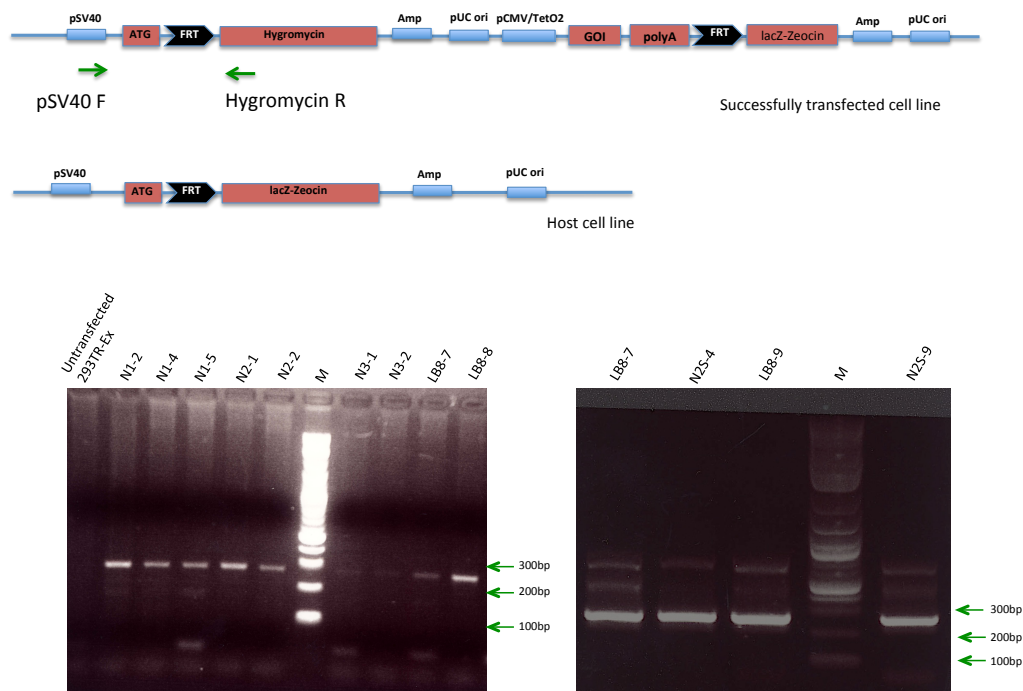 pSV40 ATG FRT Hygromycin Amp pUC ori pCMV/TetO2 GOI polyA FRT lacZ-Zeocin Amp pUC ori
pSV40 F Hygromycin R
Successfully transfected cell line
pSV40 ATG FRT lacZ-Zeocin Amp pUC ori
Host cell line
Untransfected
293TR-Ex
N1-2
N1-4
N1-5
N2-1
N2-2
M
N3-1
N3-2
LB8-7
LB8-8
300bp
200bp
100bp
LB8-7
N2S-4
LB8-9
M
N2S-9
300bp
200bp
100bp